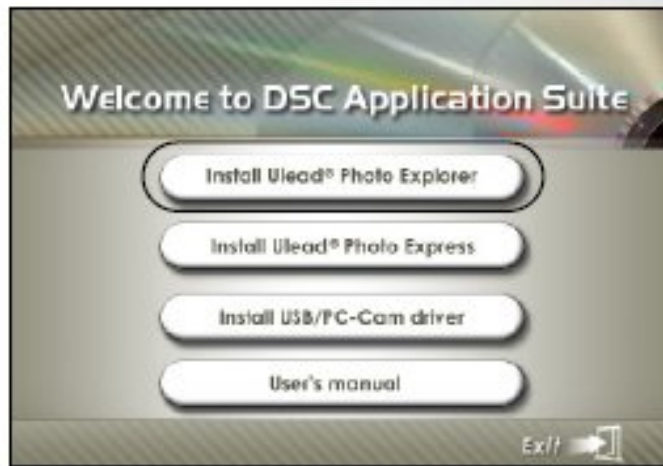 Welcome to DSC Application Suite
Install Ulead® Photo Explorer
Install Ulead® Photo Express
Install USB/PC-Cam driver
User's manual
Exit